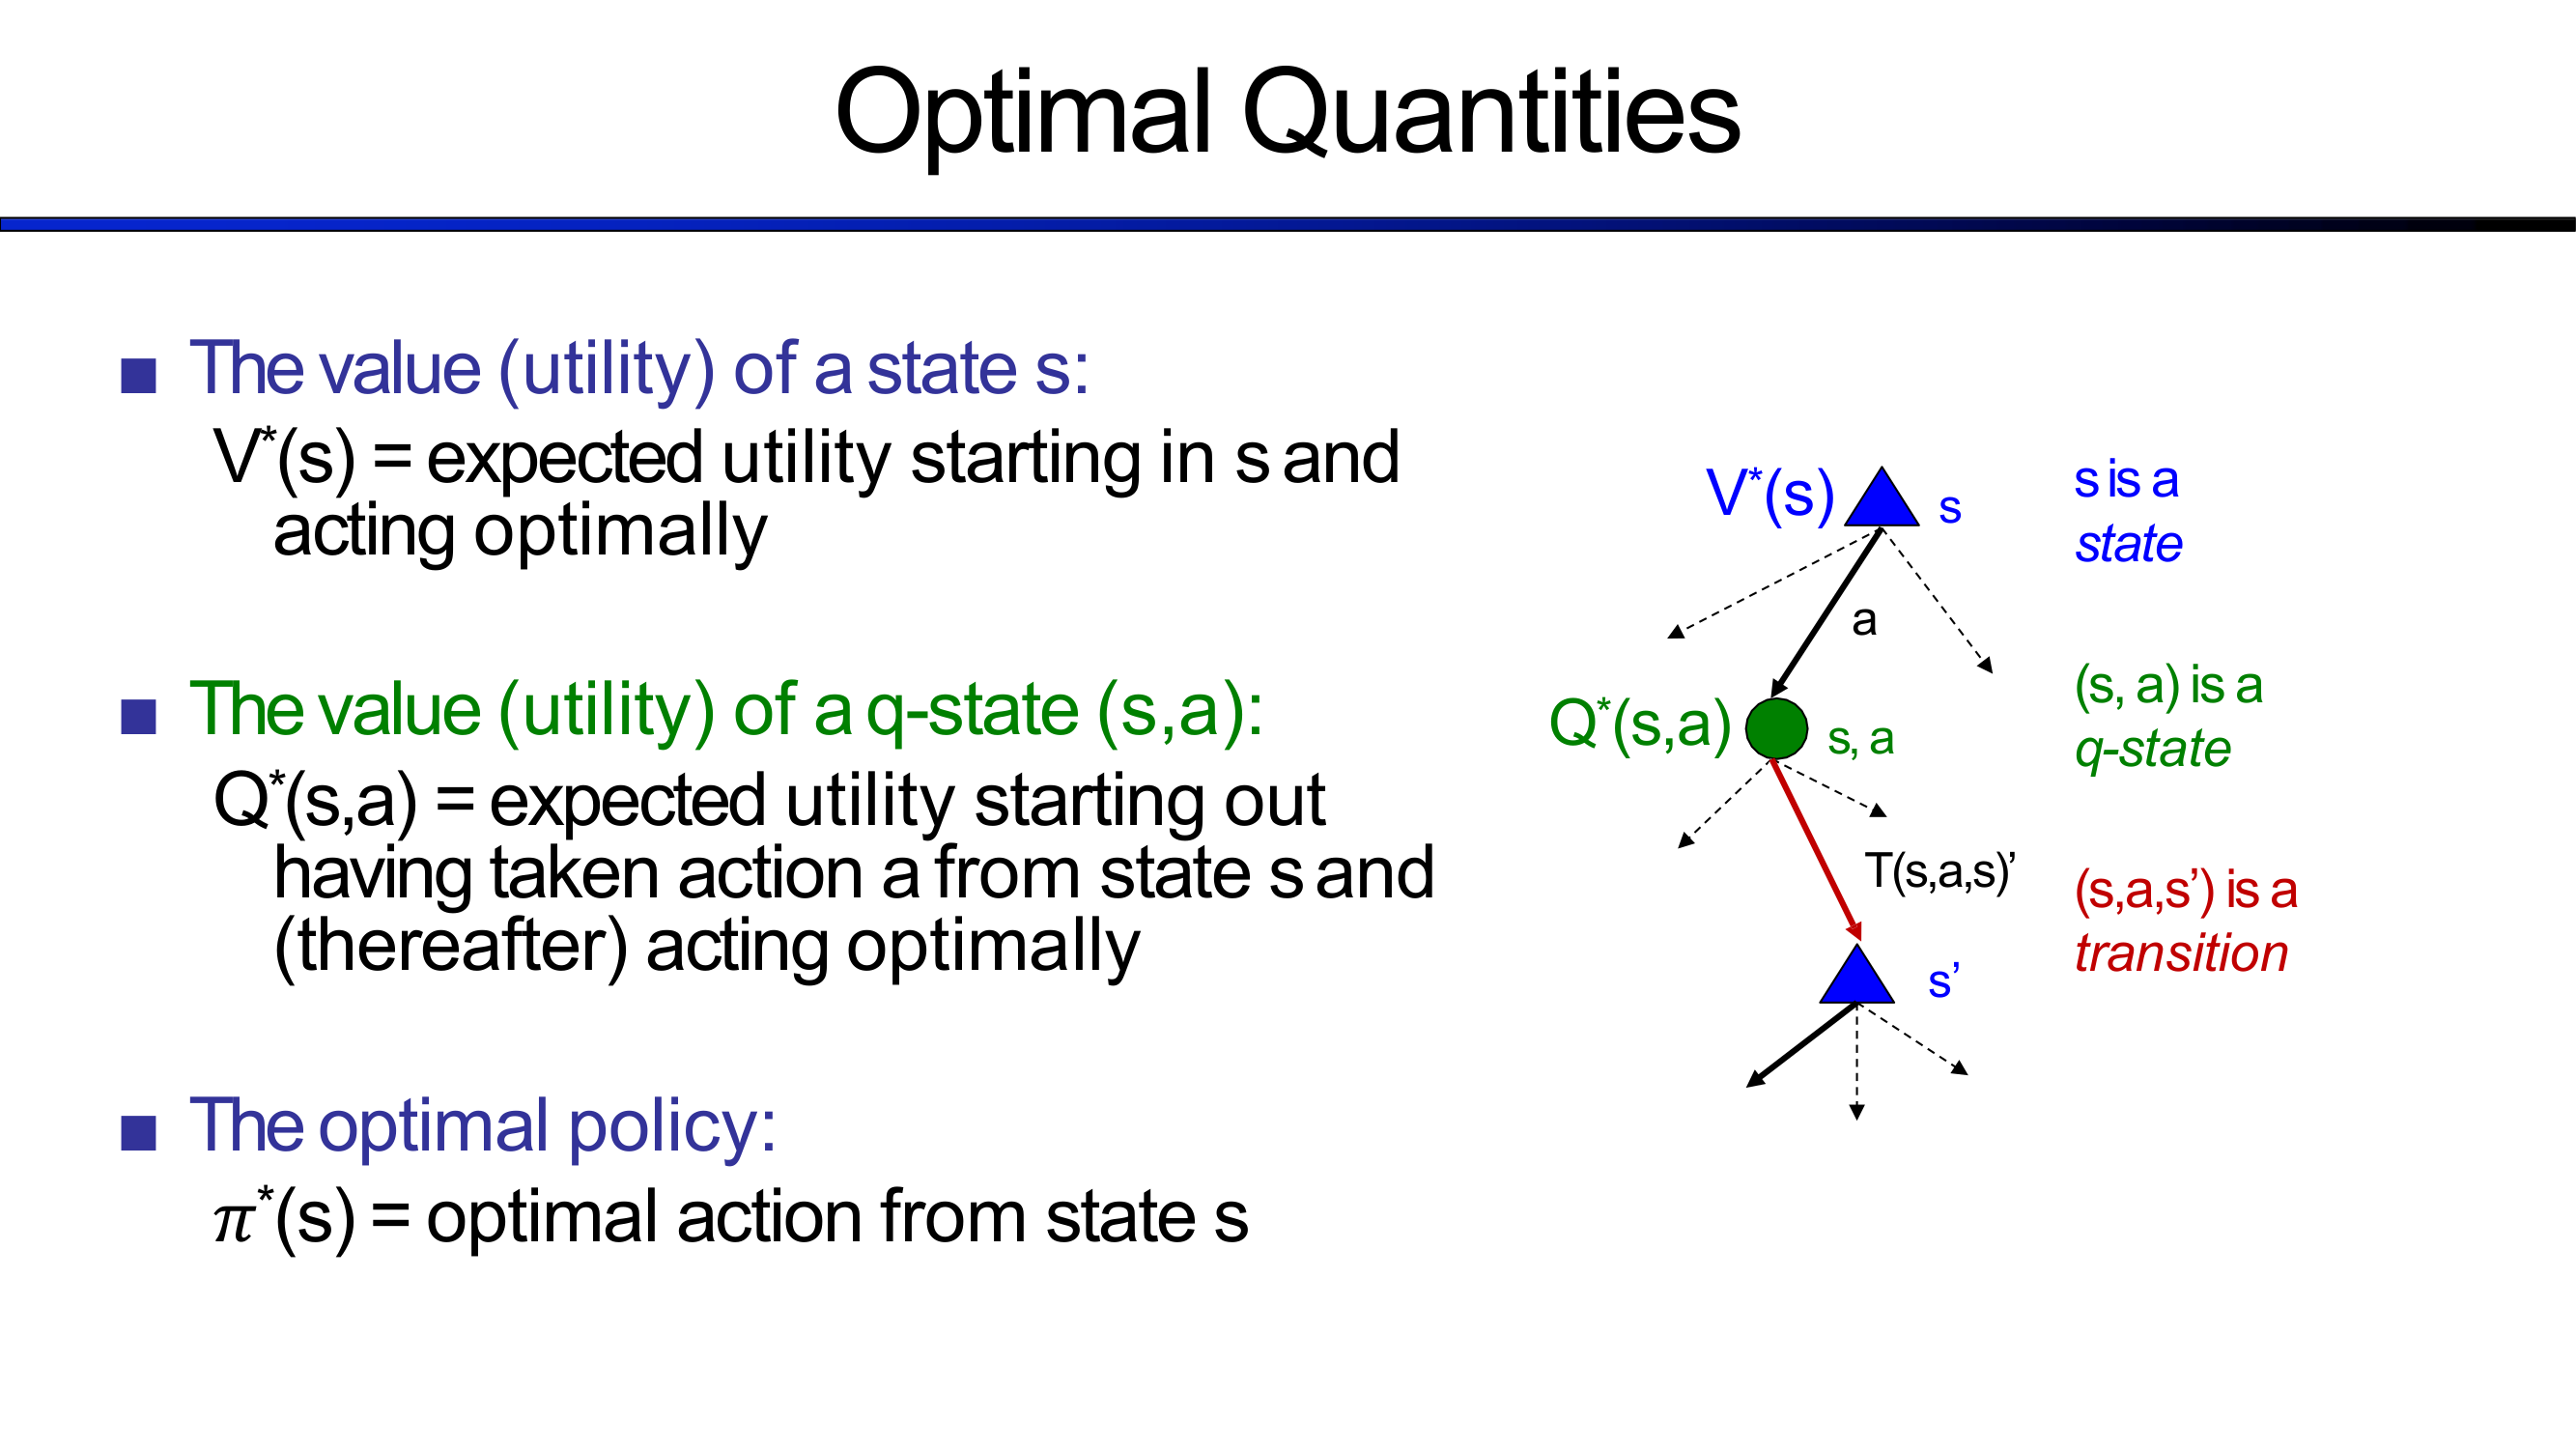 Optimal Quantities
■ The value (utility) of a state s:
V*(s) = expected utility starting in s and
acting optimally
■ The value (utility) of a q-state (s,a):
Q*(s,a) = expected utility starting out
having taken action a from state s and
(thereafter) acting optimally
■ The optimal policy:
π*(s) = optimal action from state s
V*(s)
s
a
Q*(s,a)
s, a
T(s,a,s)’
s’
s is a
state
(s, a) is a
q-state
(s,a,s’) is a
transition